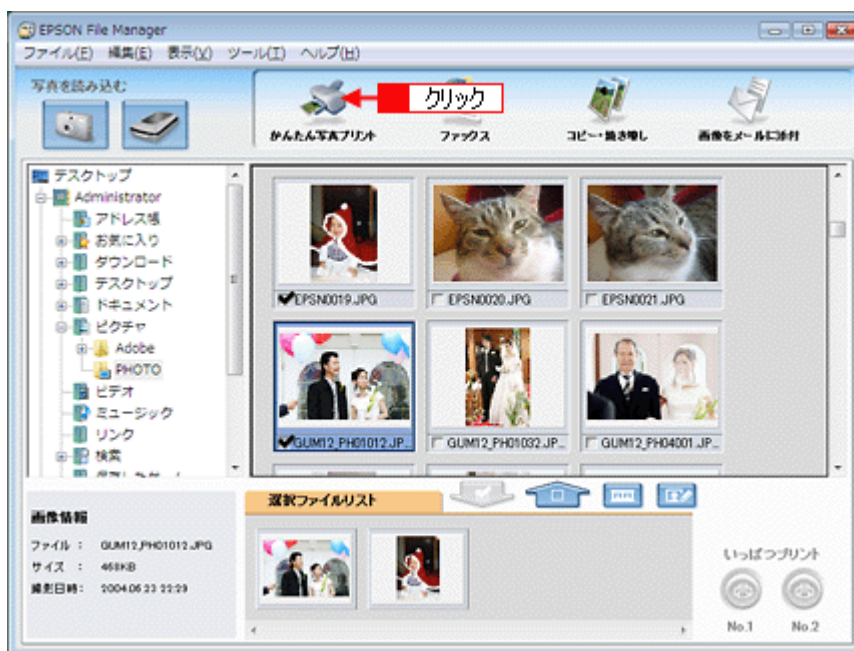 EPSON File Manager
ファイル(F) 編集(E) 表示(V) ツール(T) ヘルプ(H)
写真を読み込む
クリック
かんたん写真プリント
ファックス
コピー・焼き増し
画像をメールに添付
デスクトップ
Administrator
アドレス帳
お気に入り
ダウンロード
デスクトップ
ドキュメント
ピクチャ
Adobe
PHOTO
ビデオ
ミュージック
リンク
検索
EPSN0019.JPG
EPSN0020.JPG
EPSN0021.JPG
GUM12_PH01012.JP...
GUM12_PH01032.JP...
GUM12_PH04001.JP...
選択ファイルリスト
画像情報
ファイル : GUM12_PH01012.JPG
サイズ : 468KB
撮影日時: 2004.05.23 22:29
いっぱつプリント
No.1
No.2